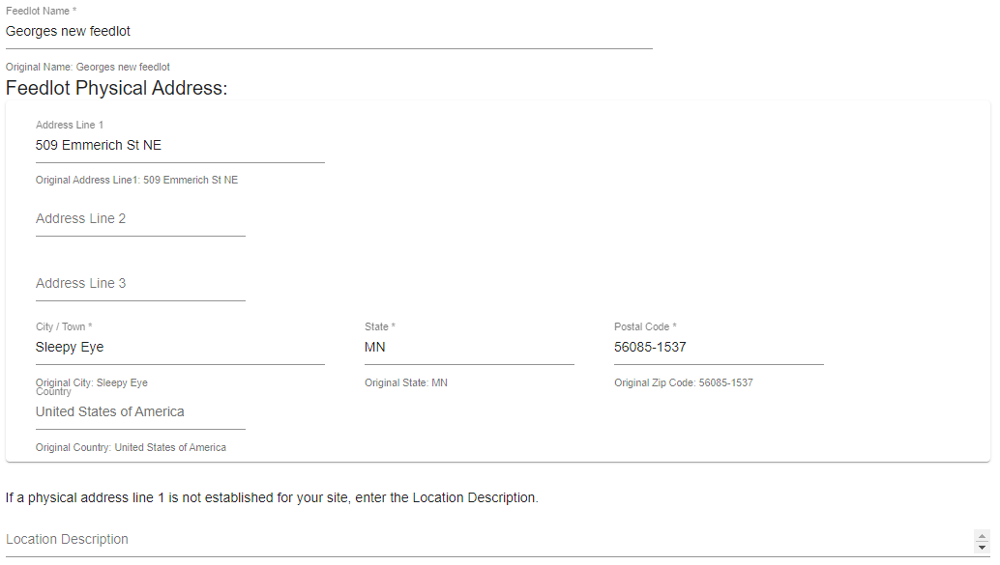 Feedlot Name *
Georges new feedlot
Original Name: Georges new feedlot
Feedlot Physical Address:
Address Line 1
509 Emmerich St NE
Original Address Line1: 509 Emmerich St NE
Address Line 2
Address Line 3
City / Town * State * Postal Code *
Sleepy Eye MN 56085-1537
Original City: Sleepy Eye Original State: MN Original Zip Code: 56085-1537
Country
United States of America
Original Country: United States of America
If a physical address line 1 is not established for your site, enter the Location Description.
Location Description